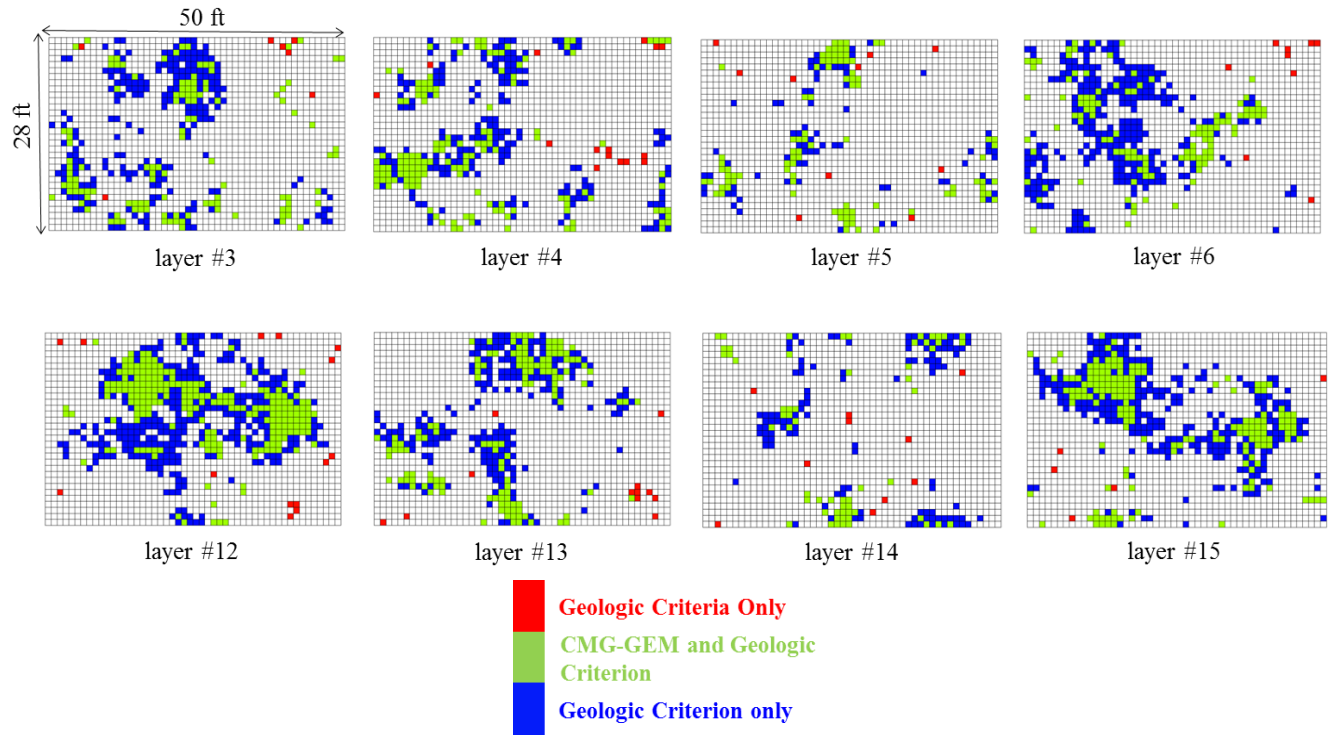 50 ft
28 ft
layer #3
layer #4
layer #5
layer #6
layer #12
layer #13
layer #14
layer #15
Geologic Criteria Only
CMG-GEM and Geologic
Criterion
Geologic Criterion only